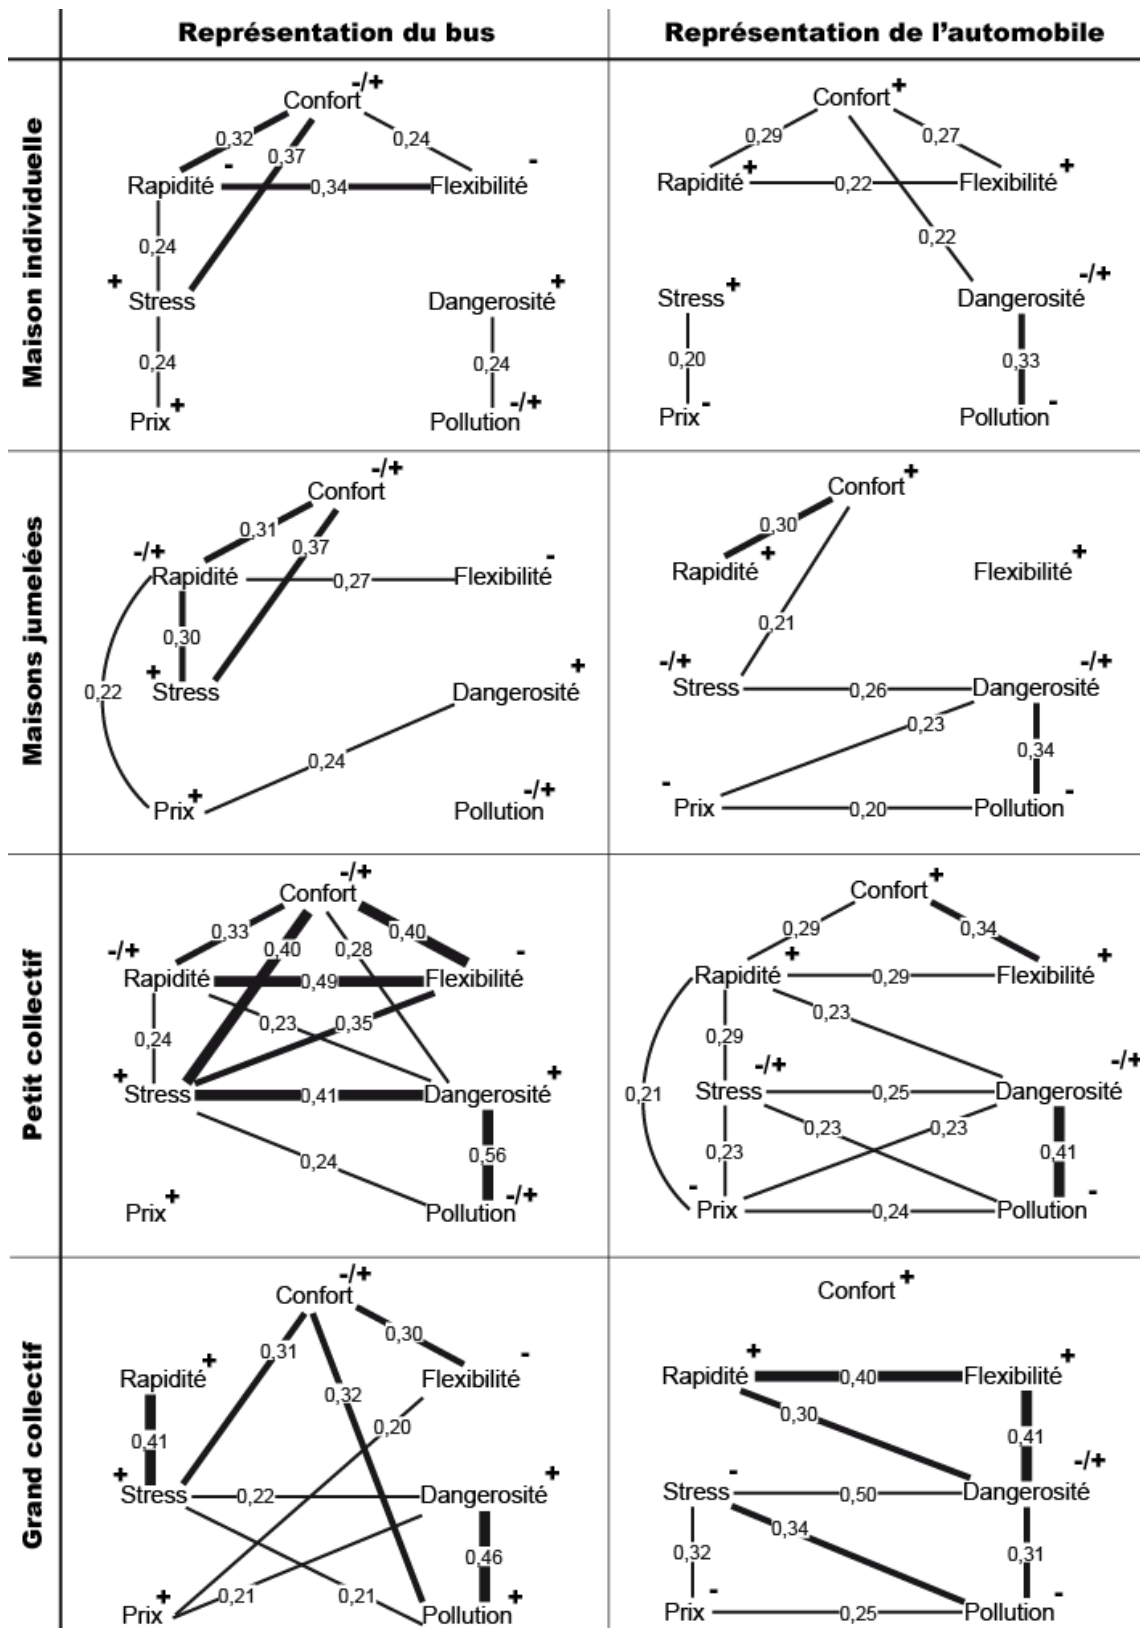 Représentation du bus
Représentation de l'automobile
Maison individuelle
-/+
Confort
0,32
0,37
0,24
Rapidité -
0,34
Flexibilité -
0,24
+ Stress
Dangerosité +
0,24
0,24
Prix +
Pollution -/+
Confort +
0,29
0,27
Rapidité +
0,22
Flexibilité +
0,22
Stress +
Dangerosité -/+
0,20
0,33
Prix -
Pollution -
Maisons jumelées
-/+
Confort
0,31
0,37
-/+
Rapidité
0,27
Flexibilité -
0,30
+ Stress
0,22
Dangerosité +
0,24
Prix +
Pollution -/+
Confort +
0,30
Rapidité +
Flexibilité +
0,21
-/+
Stress
0,26
Dangerosité -/+
0,23
0,34
- Prix
0,20
Pollution -
Petit collectif
-/+
Confort
0,33
0,40
0,28
0,40
-/+
Rapidité
0,49
Flexibilité -
0,24
0,23
0,35
+ Stress
0,41
Dangerosité +
0,24
0,56
Prix +
Pollution -/+
Confort +
0,29
0,34
Rapidité +
0,29
Flexibilité +
0,29
0,23
0,21
Stress -/+
0,25
Dangerosité -/+
0,23
0,23
0,23
0,41
- Prix
0,24
Pollution -
Grand collectif
-/+
Confort
0,31
0,30
Rapidité +
0,32
Flexibilité -
0,41
0,20
+ Stress
0,22
Dangerosité +
0,46
Prix +
0,21
0,21
Pollution +
Confort +
Rapidité +
0,40
Flexibilité +
0,30
0,41
Stress -
0,50
Dangerosité -/+
0,34
0,32
0,31
Prix -
0,25
Pollution -